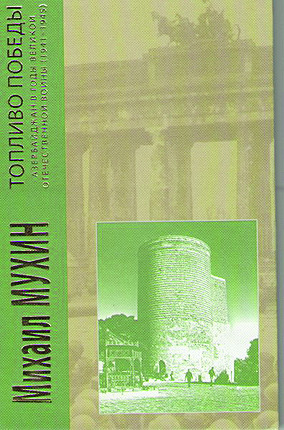 Михаил МУХИН
ТОПЛИВО ПОБЕДЫ
АЗЕРБАЙДЖАН В ГОДЫ ВЕЛИКОЙ
ОТЕЧЕСТВЕННОЙ ВОЙНЫ (1941–1945)